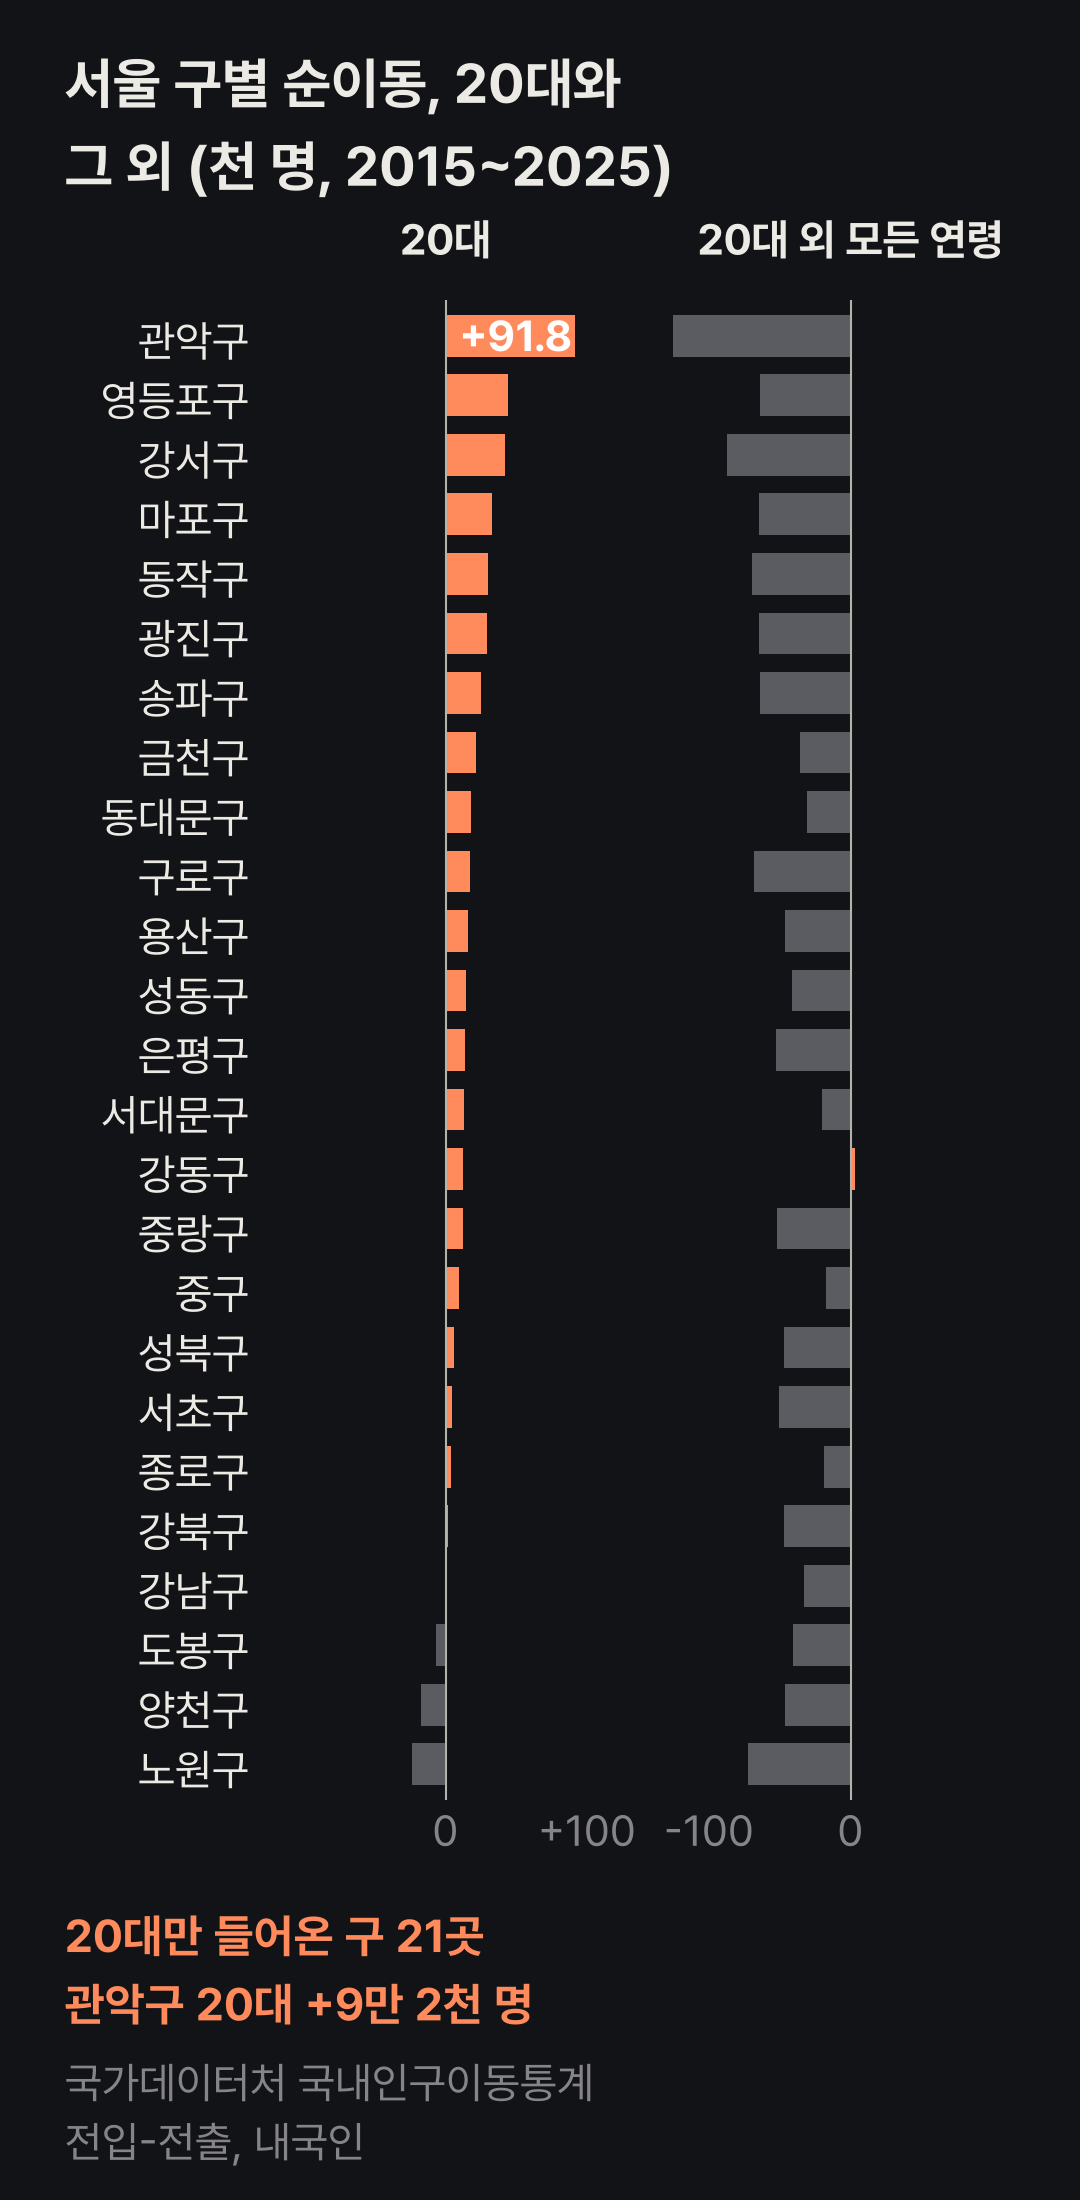 서울 구별 순이동, 20대와
그 외 (천 명, 2015~2025)
20대 20대 외 모든 연령
관악구 +91.8
영등포구
강서구
마포구
동작구
광진구
송파구
금천구
동대문구
구로구
용산구
성동구
은평구
서대문구
강동구
중랑구
중구
성북구
서초구
종로구
강북구
강남구
도봉구
양천구
노원구
0 +100 -100 0
20대만 들어온 구 21곳
관악구 20대 +9만 2천 명
국가데이터처 국내인구이동통계
전입-전출, 내국인